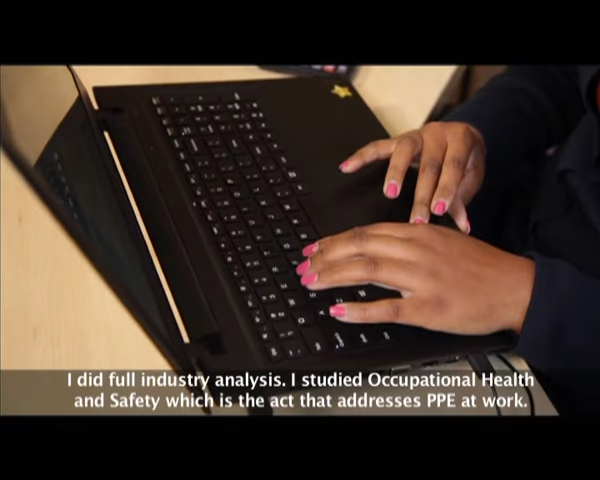 I did full industry analysis. I studied Occupational Health
and Safety which is the act that addresses PPE at work.